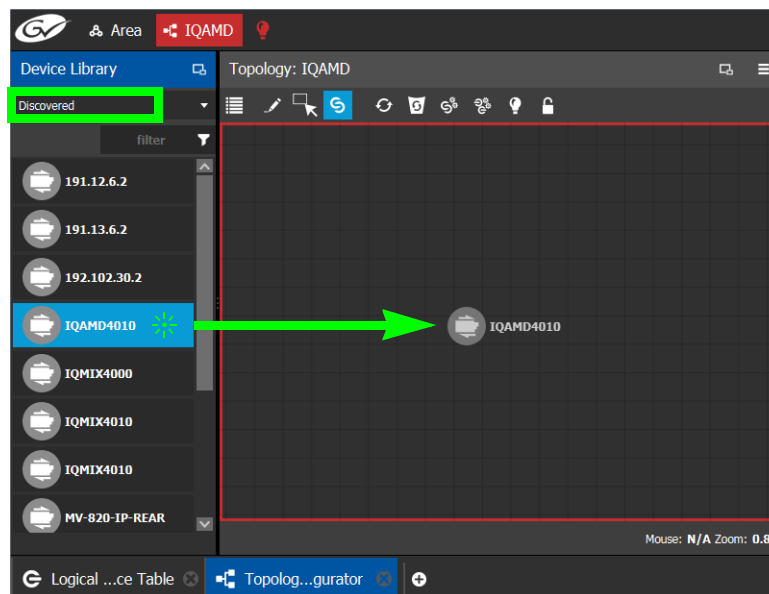 GV Area IQAMD
Device Library
Topology: IQAMD
Discovered
filter
191.12.6.2
191.13.6.2
192.102.30.2
IQAMD4010
IQAMD4010
IQMIX4000
IQMIX4010
IQMIX4010
MV-820-IP-REAR
Mouse: N/A Zoom: 0.8
Logical ...ce Table
Topolog...gurator